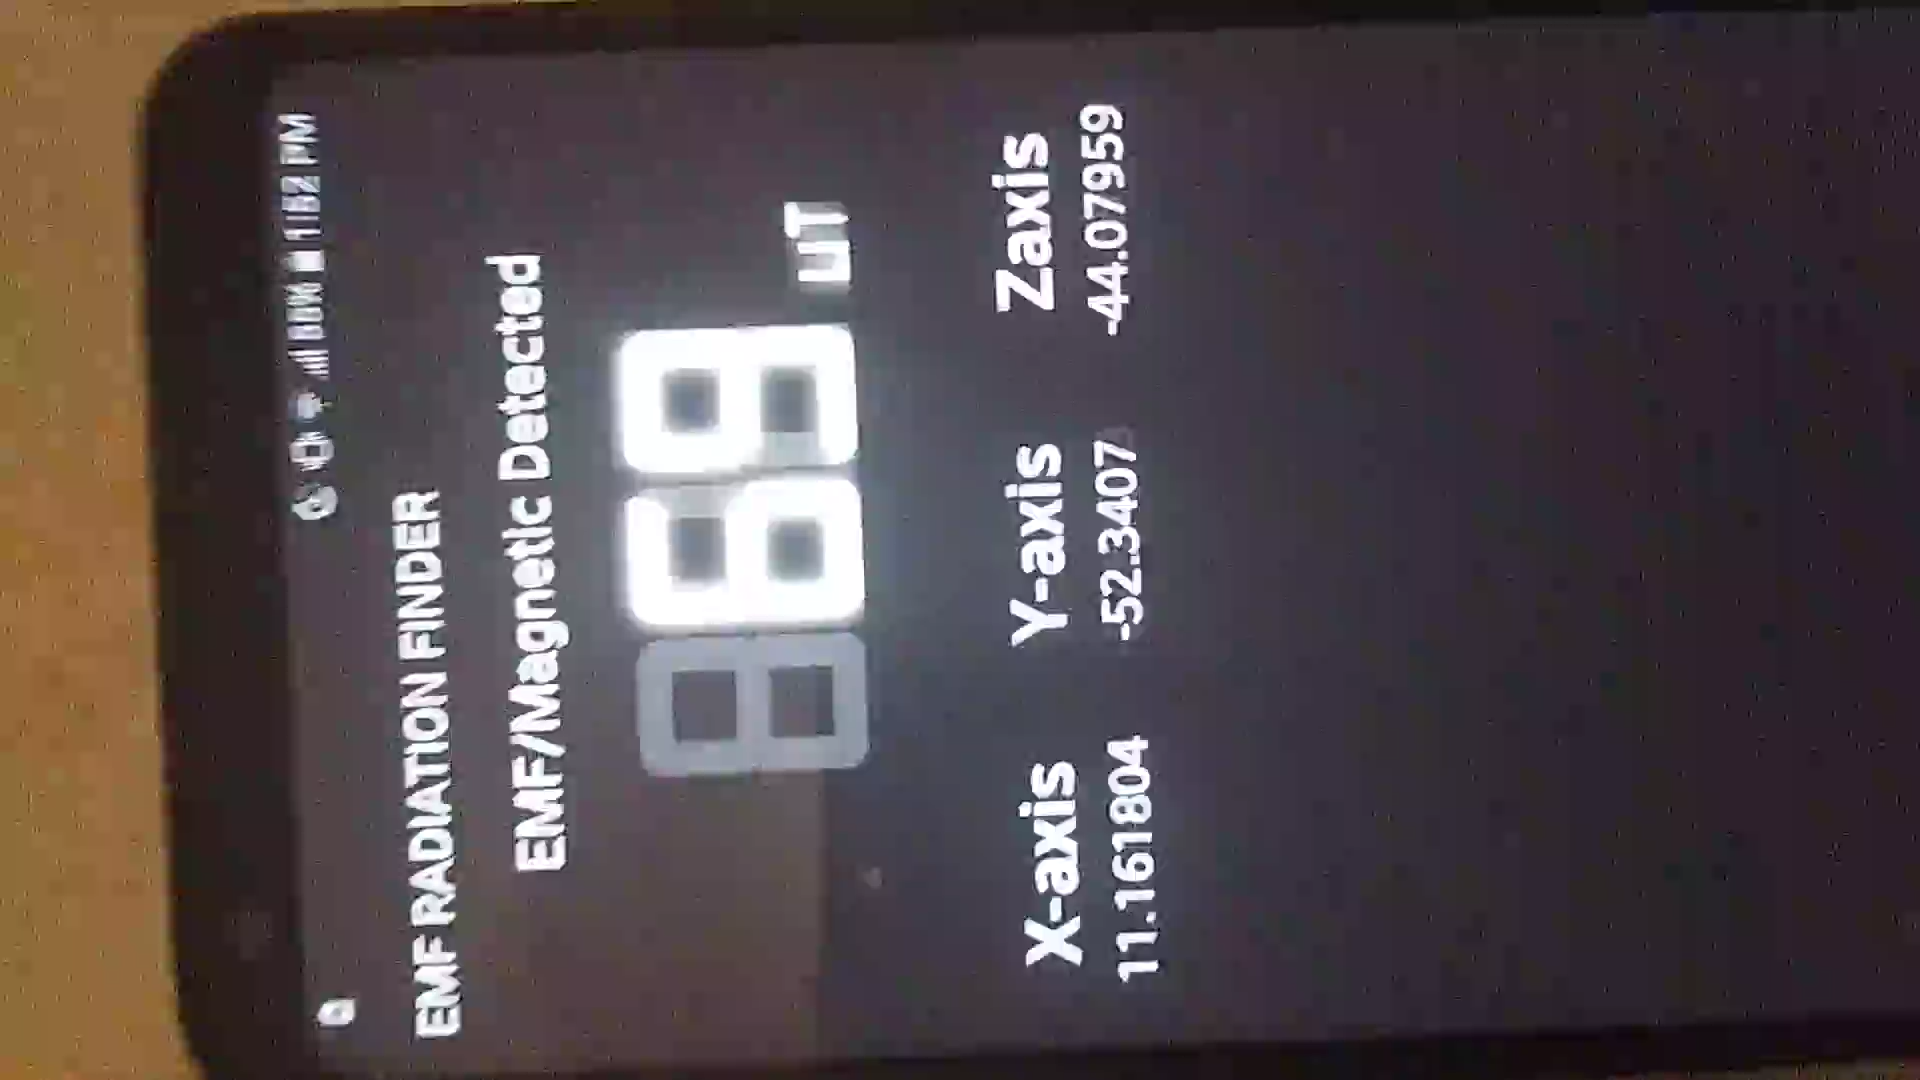 1:52 PM
EMF RADIATION FINDER
EMF/Magnetic Detected
69 uT
X-axis Y-axis Zaxis
11.161804 -52.3407 -44.07959